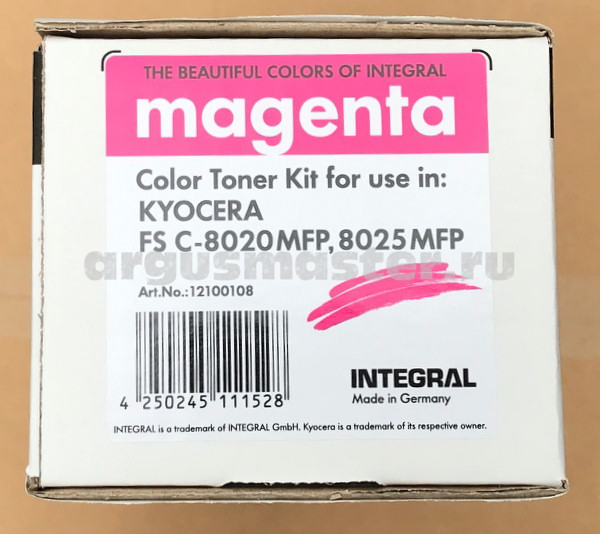 THE BEAUTIFUL COLORS OF INTEGRAL
magenta
Color Toner Kit for use in:
KYOCERA
FS C-8020MFP, 8025MFP
argusmaster.ru
Art.No.:12100108
4 250245 111528
INTEGRAL
Made in Germany
INTEGRAL is a trademark of INTEGRAL GmbH. Kyocera is a trademark of its respective owner.